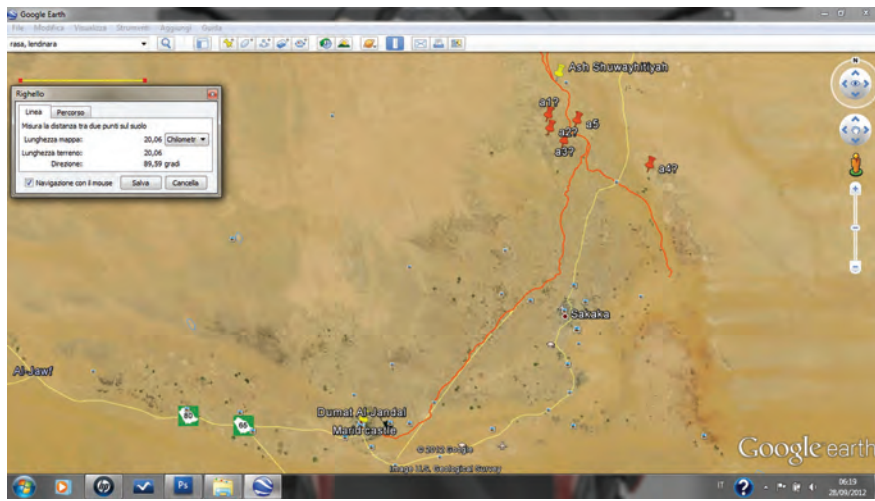 Google Earth
File Modifica Visualizza Strumenti Aggiungi Guida
rasa, lendinara
Righello
Linea Percorso
Misura la distanza tra due punti sul suolo
Lunghezza mappa: 20,06 Chilometr
Lunghezza terreno: 20,06
Direzione: 89,59 gradi
Navigazione con il mouse Salva Cancella
N
Ash Shuwayhitiyah
a1?
a5
a2?
a3?
a4?
Sakaka
Al-Jawf
80
65
Dumat Al-Jandal
Marid castle
© 2012 Google
Image U.S. Geological Survey
Google earth
Ps
IT
06:19
28/09/2012